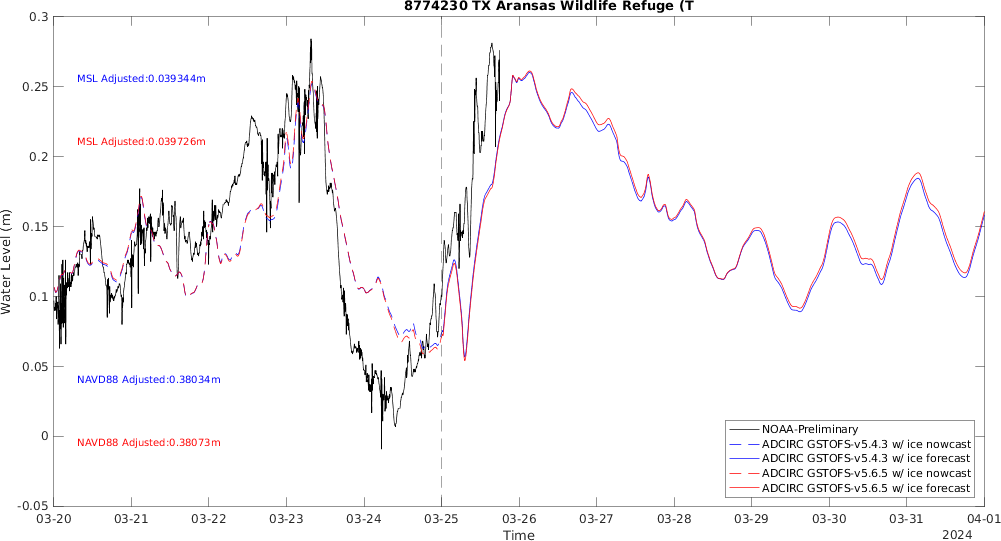 8774230 TX Aransas Wildlife Refuge (T
0.3
0.25
0.2
0.15
0.1
0.05
0
-0.05
Water Level (m)
MSL Adjusted:0.039344m
MSL Adjusted:0.039726m
NAVD88 Adjusted:0.38034m
NAVD88 Adjusted:0.38073m
NOAA-Preliminary
ADCIRC GSTOFS-v5.4.3 w/ ice nowcast
ADCIRC GSTOFS-v5.4.3 w/ ice forecast
ADCIRC GSTOFS-v5.6.5 w/ ice nowcast
ADCIRC GSTOFS-v5.6.5 w/ ice forecast
03-20 03-21 03-22 03-23 03-24 03-25 03-26 03-27 03-28 03-29 03-30 03-31 04-01
Time
2024